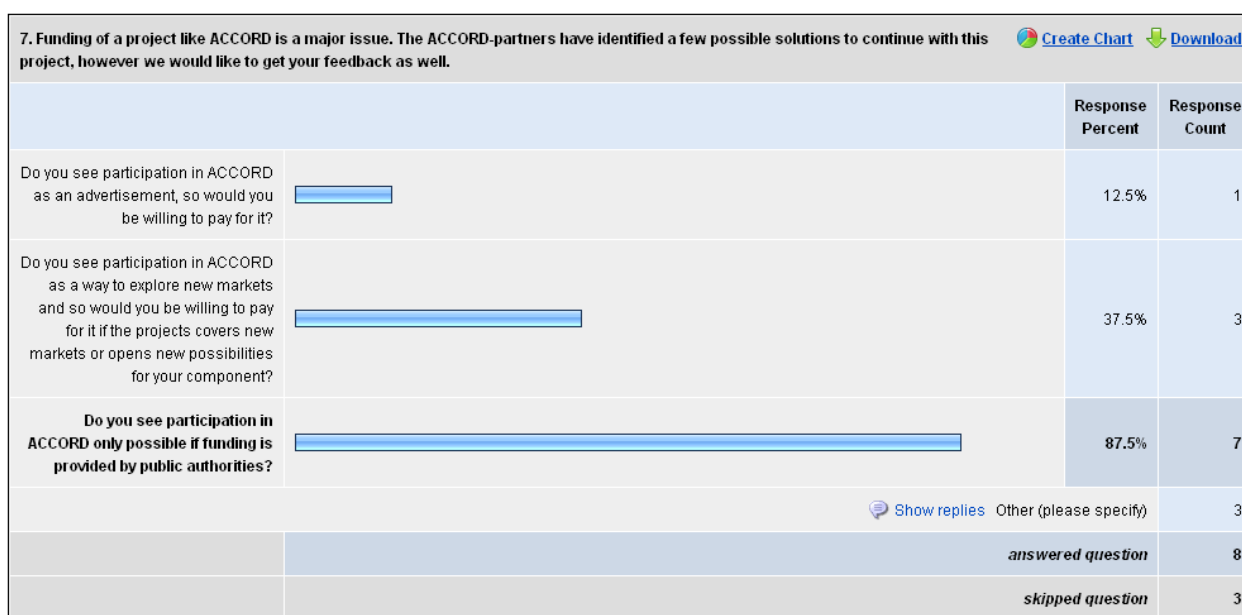 7. Funding of a project like ACCORD is a major issue. The ACCORD-partners have identified a few possible solutions to continue with this
project, however we would like to get your feedback as well.
Create Chart Download
Response
Percent
Response
Count
Do you see participation in ACCORD
as an advertisement, so would you
be willing to pay for it?
12.5%
1
Do you see participation in ACCORD
as a way to explore new markets
and so would you be willing to pay
for it if the projects covers new
markets or opens new possibilities
for your component?
37.5%
3
Do you see participation in
ACCORD only possible if funding is
provided by public authorities?
87.5%
7
Show replies Other (please specify)
3
answered question
8
skipped question
3